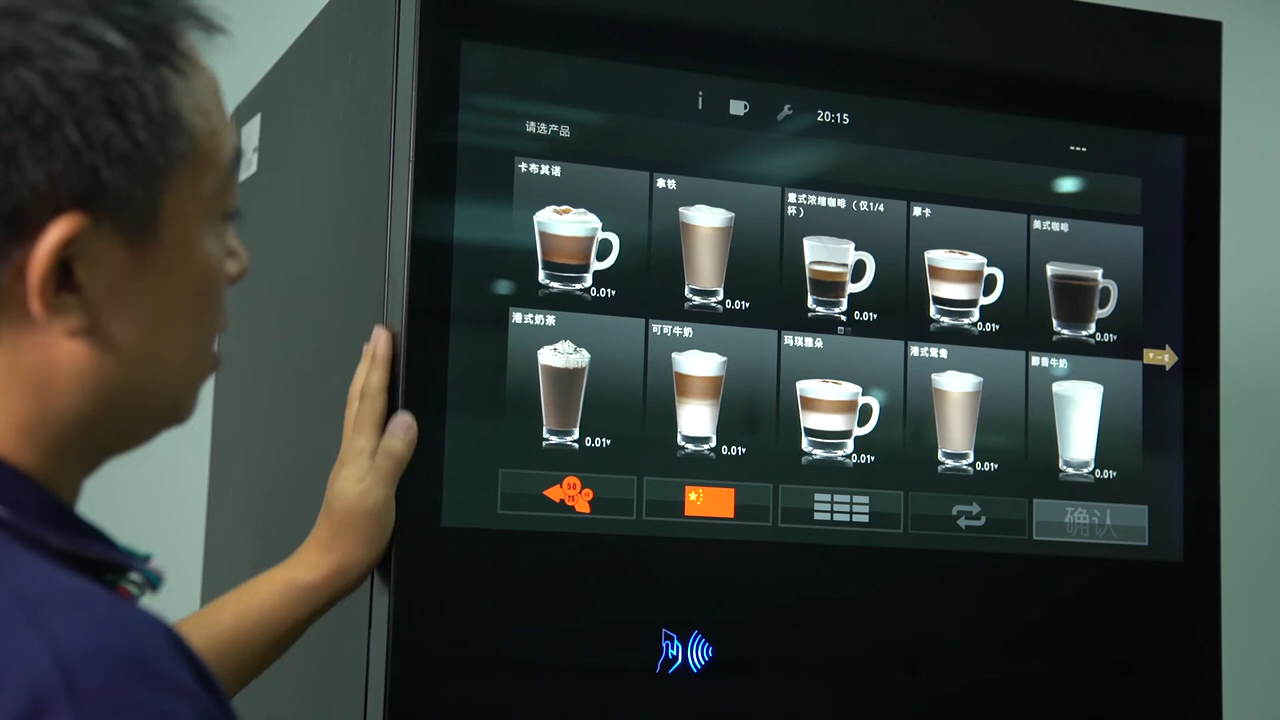 i
20:15
---
请选产品
卡布其诺
0.01¥
拿铁
0.01¥
意式浓缩咖啡（仅1/4
杯）
0.01¥
摩卡
0.01¥
美式咖啡
0.01¥
港式奶茶
0.01¥
可可牛奶
0.01¥
玛琪雅朵
0.01¥
港式鸳鸯
0.01¥
醇香牛奶
0.01¥
50
20
确认